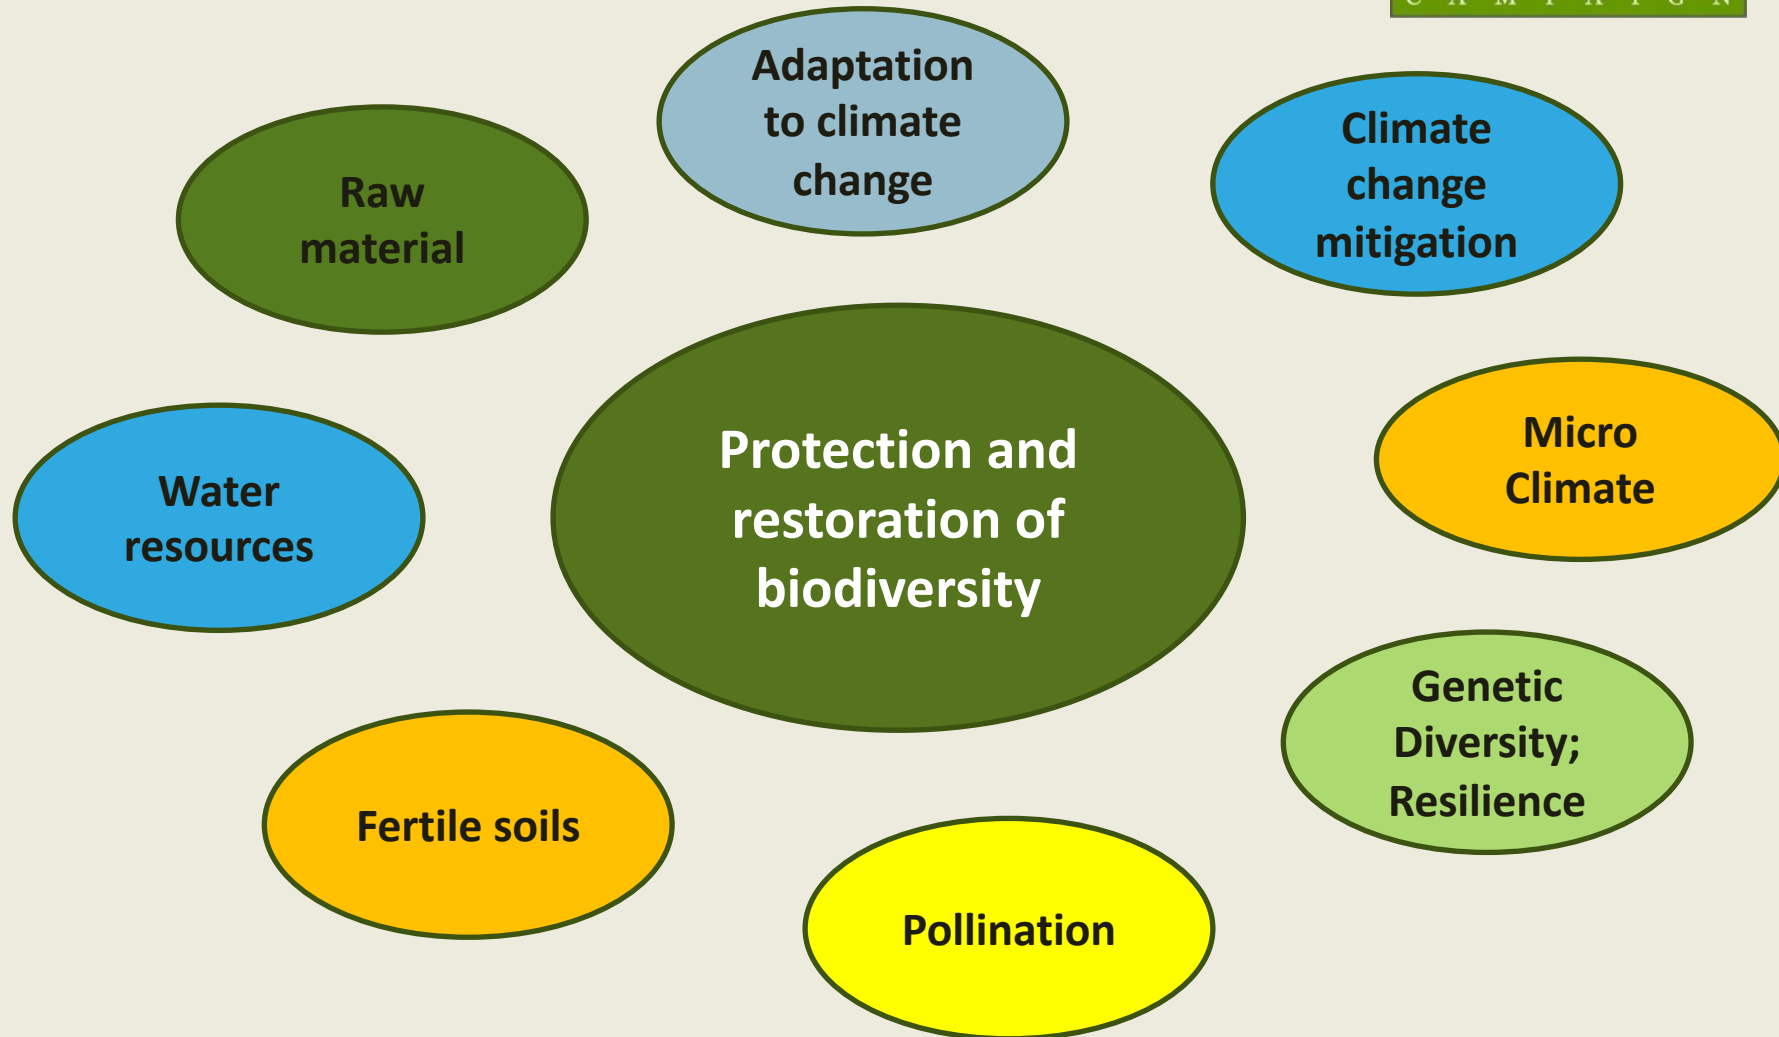 C A M P A I G N
Adaptation
to climate
change
Climate
change
mitigation
Raw
material
Micro
Climate
Protection and
restoration of
biodiversity
Water
resources
Genetic
Diversity;
Resilience
Fertile soils
Pollination